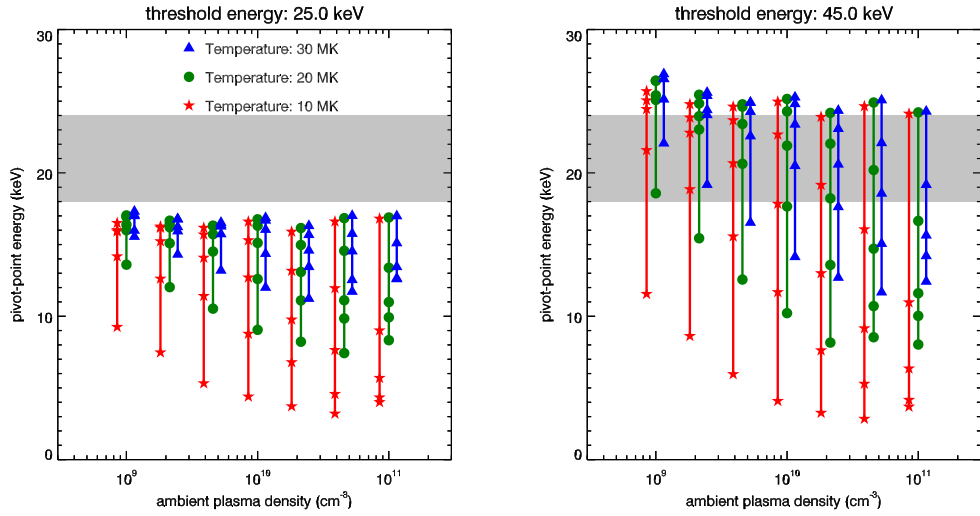 threshold energy: 25.0 keV
30
20
10
0
pivot-point energy (keV)
Temperature: 30 MK
Temperature: 20 MK
Temperature: 10 MK
10⁹
10¹⁰
10¹¹
ambient plasma density (cm⁻³)
threshold energy: 45.0 keV
30
20
10
0
pivot-point energy (keV)
10⁹
10¹⁰
10¹¹
ambient plasma density (cm⁻³)